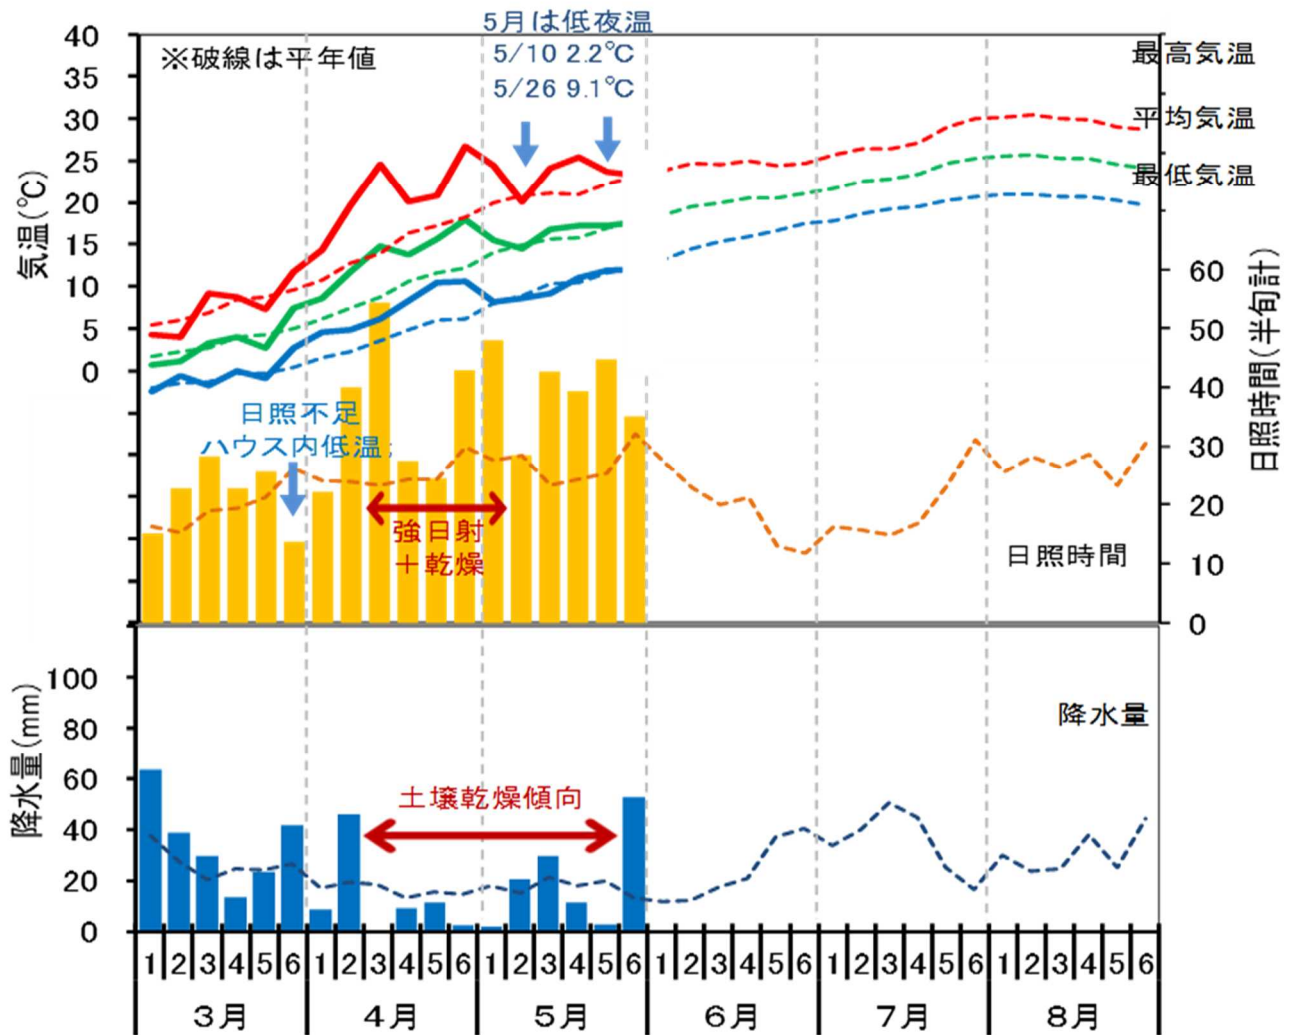 5月は低夜温
5/10 2.2℃
5/26 9.1℃
※破線は平年値
最高気温
平均気温
最低気温
気温(℃)
40
35
30
25
20
15
10
5
0
日照不足
ハウス内低温;
強日射
＋乾燥
日照時間
日照時間(半旬計)
60
50
40
30
20
10
0
降水量
土壌乾燥傾向
降水量(mm)
100
80
60
40
20
0
1 2 3 4 5 6 1 2 3 4 5 6 1 2 3 4 5 6 1 2 3 4 5 6 1 2 3 4 5 6 1 2 3 4 5 6
3月 4月 5月 6月 7月 8月